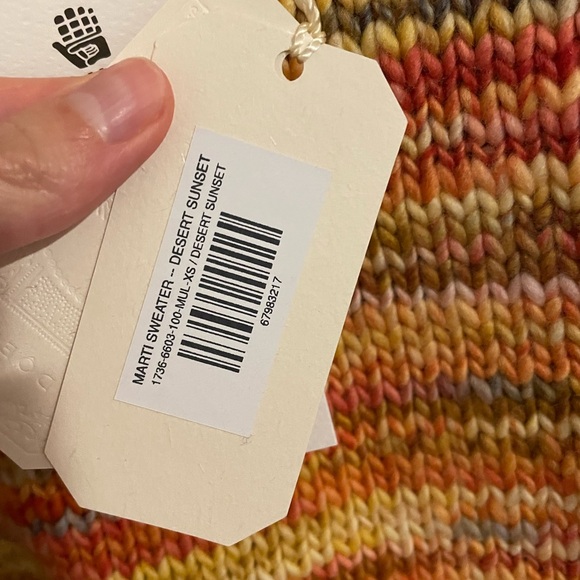 MARTI SWEATER -- DESERT SUNSET
1736-6603-100-MUL-XS / DESERT SUNSET
67983217